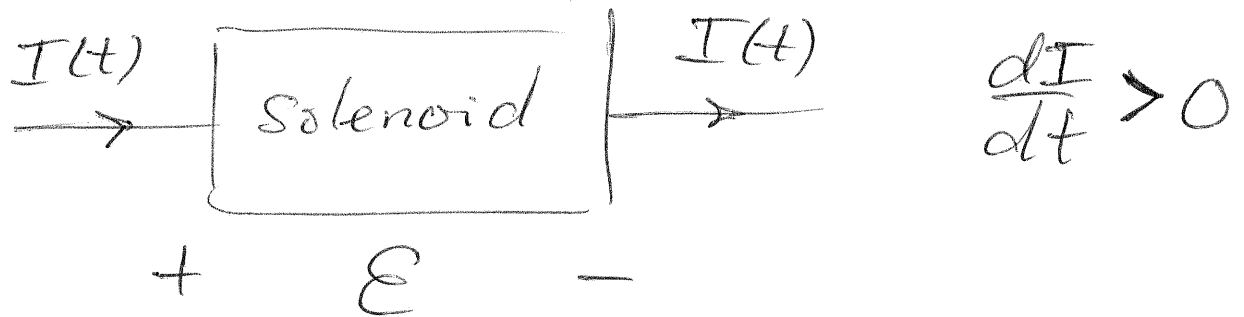 I(t) Solenoid I(t) dI/dt > 0
+ ℰ −